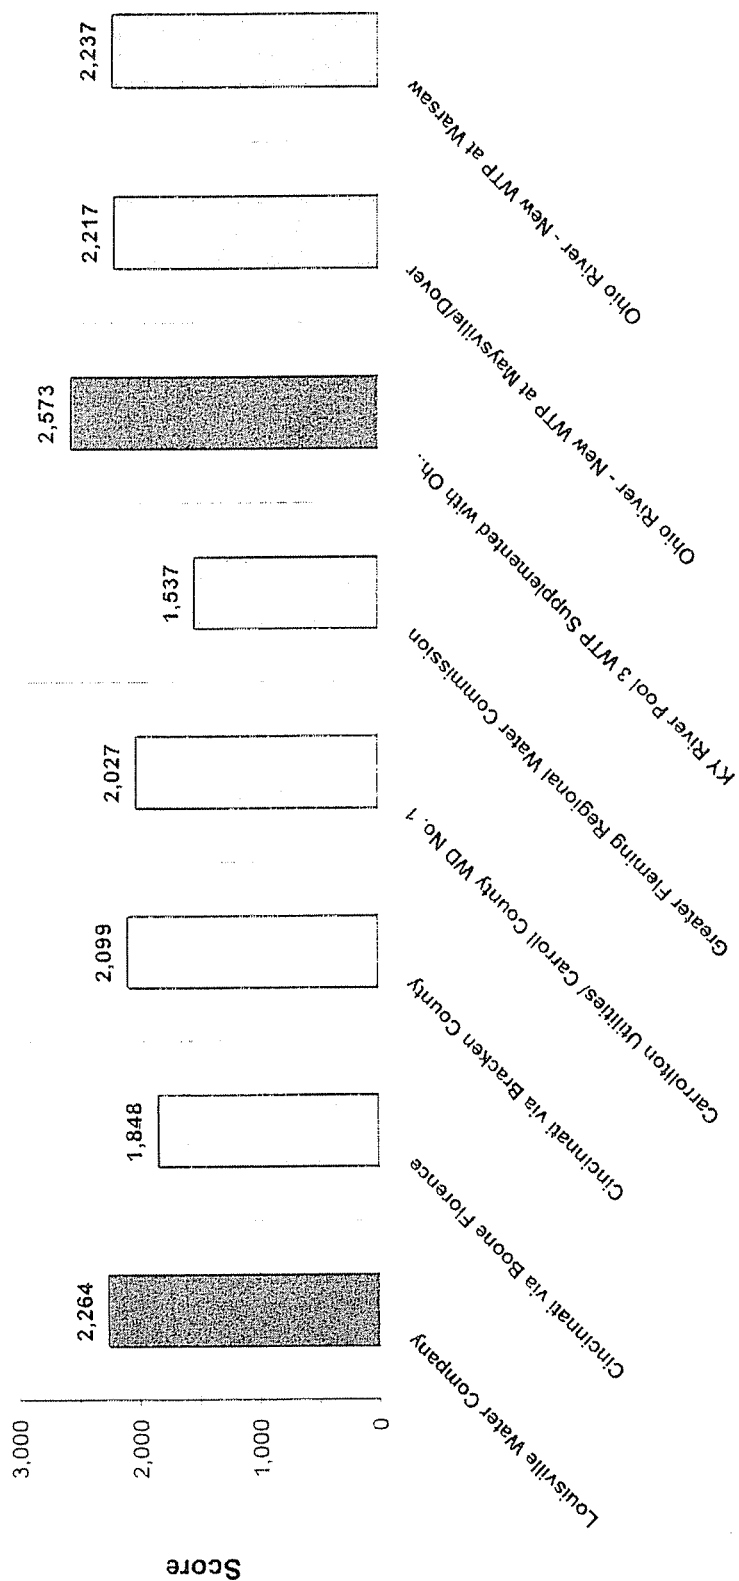 Score
3,000
2,000
1,000
0
2,264
1,848
2,099
2,027
1,537
2,573
2,217
2,237
Louisville Water Company
Cincinnati via Boone Florence
Cincinnati via Bracken County
Carrollton Utilities/ Carroll County WD No. 1
Greater Fleming Regional Water Commission
KY River Pool 3 WTP Supplemented with Oh..
Ohio River - New WTP at Maysville/Dover
Ohio River - New WTP at Warsaw